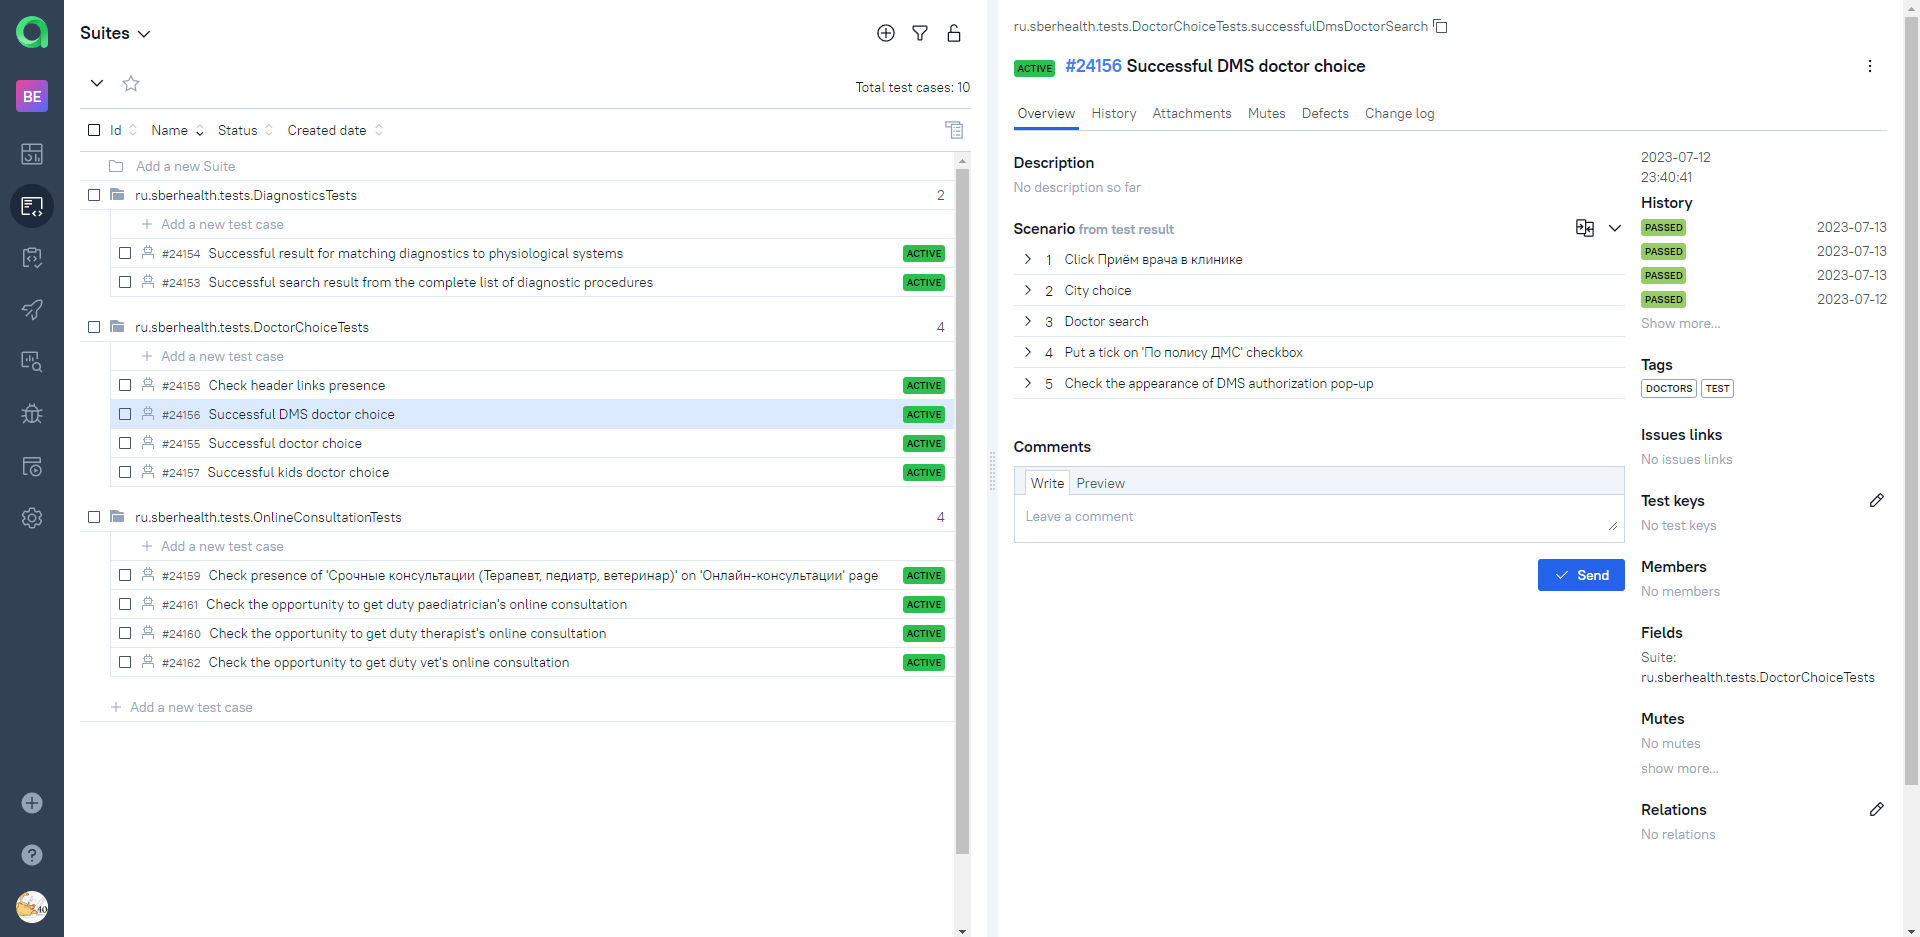 Suites
BE
Total test cases: 10
Id Name Status Created date
Add a new Suite
ru.sberhealth.tests.DiagnosticsTests 2
Add a new test case
#24154 Successful result for matching diagnostics to physiological systems ACTIVE
#24153 Successful search result from the complete list of diagnostic procedures ACTIVE
ru.sberhealth.tests.DoctorChoiceTests 4
Add a new test case
#24158 Check header links presence ACTIVE
#24156 Successful DMS doctor choice ACTIVE
#24155 Successful doctor choice ACTIVE
#24157 Successful kids doctor choice ACTIVE
ru.sberhealth.tests.OnlineConsultationTests 4
Add a new test case
#24159 Check presence of 'Срочные консультации (Терапевт, педиатр, ветеринар)' on 'Онлайн-консультации' page ACTIVE
#24161 Check the opportunity to get duty paediatrician's online consultation ACTIVE
#24160 Check the opportunity to get duty therapist's online consultation ACTIVE
#24162 Check the opportunity to get duty vet's online consultation ACTIVE
Add a new test case
40
ru.sberhealth.tests.DoctorChoiceTests.successfulDmsDoctorSearch
ACTIVE #24156 Successful DMS doctor choice
Overview History Attachments Mutes Defects Change log
Description
No description so far
Scenario from test result
1 Click Приём врача в клинике
2 City choice
3 Doctor search
4 Put a tick on 'По полису ДМС' checkbox
5 Check the appearance of DMS authorization pop-up
Comments
Write Preview
Leave a comment
Send
2023-07-12
23:40:41
History
PASSED 2023-07-13
PASSED 2023-07-13
PASSED 2023-07-13
PASSED 2023-07-12
Show more...
Tags
DOCTORS TEST
Issues links
No issues links
Test keys
No test keys
Members
No members
Fields
Suite:
ru.sberhealth.tests.DoctorChoiceTests
Mutes
No mutes
show more...
Relations
No relations